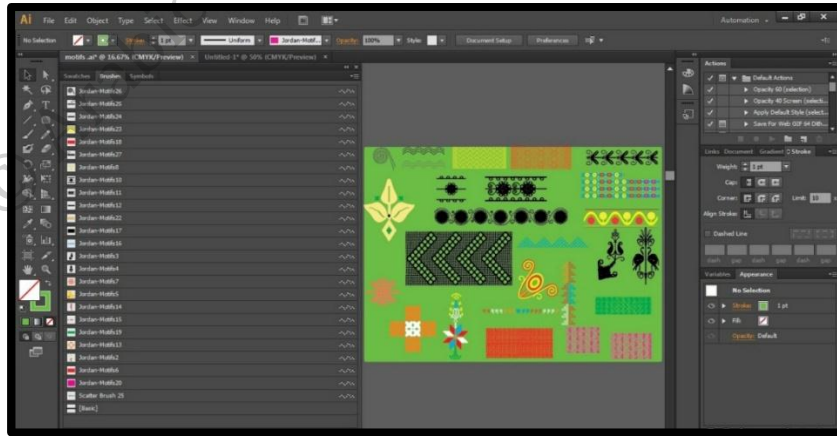 Ai File Edit Object Type Select Effect View Window Help Automation
No Selection Stroke: 1 pt Uniform Jordan-Motif... Opacity: 100% Style: Document Setup Preferences
motifs .ai* @ 16.67% (CMYK/Preview) × Untitled-1* @ 50% (CMYK/Preview) ×
Swatches Brushes Symbols
Jordan-Motifs26
Jordan-Motifs25
Jordan-Motifs24
Jordan-Motifs23
Jordan-Motifs18
Jordan-Motifs27
Jordan-Motifs8
Jordan-Motifs10
Jordan-Motifs11
Jordan-Motifs12
Jordan-Motifs22
Jordan-Motifs17
Jordan-Motifs16
Jordan-Motifs3
Jordan-Motifs4
Jordan-Motifs7
Jordan-Motifs5
Jordan-Motifs14
Jordan-Motifs15
Jordan-Motifs19
Jordan-Motifs13
Jordan-Motifs2
Jordan-Motifs6
Jordan-Motifs20
Scatter Brush 25
[Basic]
Actions
Default Actions
Opacity 60 (selection)
Opacity 40 Screen (selecti...
Apply Default Style (select...
Save For Web GIF 64 Dith...
Links Document Gradient Stroke
Weight: 1 pt
Cap:
Corner: Limit: 10 x
Align Stroke:
Dashed Line
dash gap dash gap dash gap
Variables Appearance
No Selection
Stroke: 1 pt
Fill:
Opacity: Default